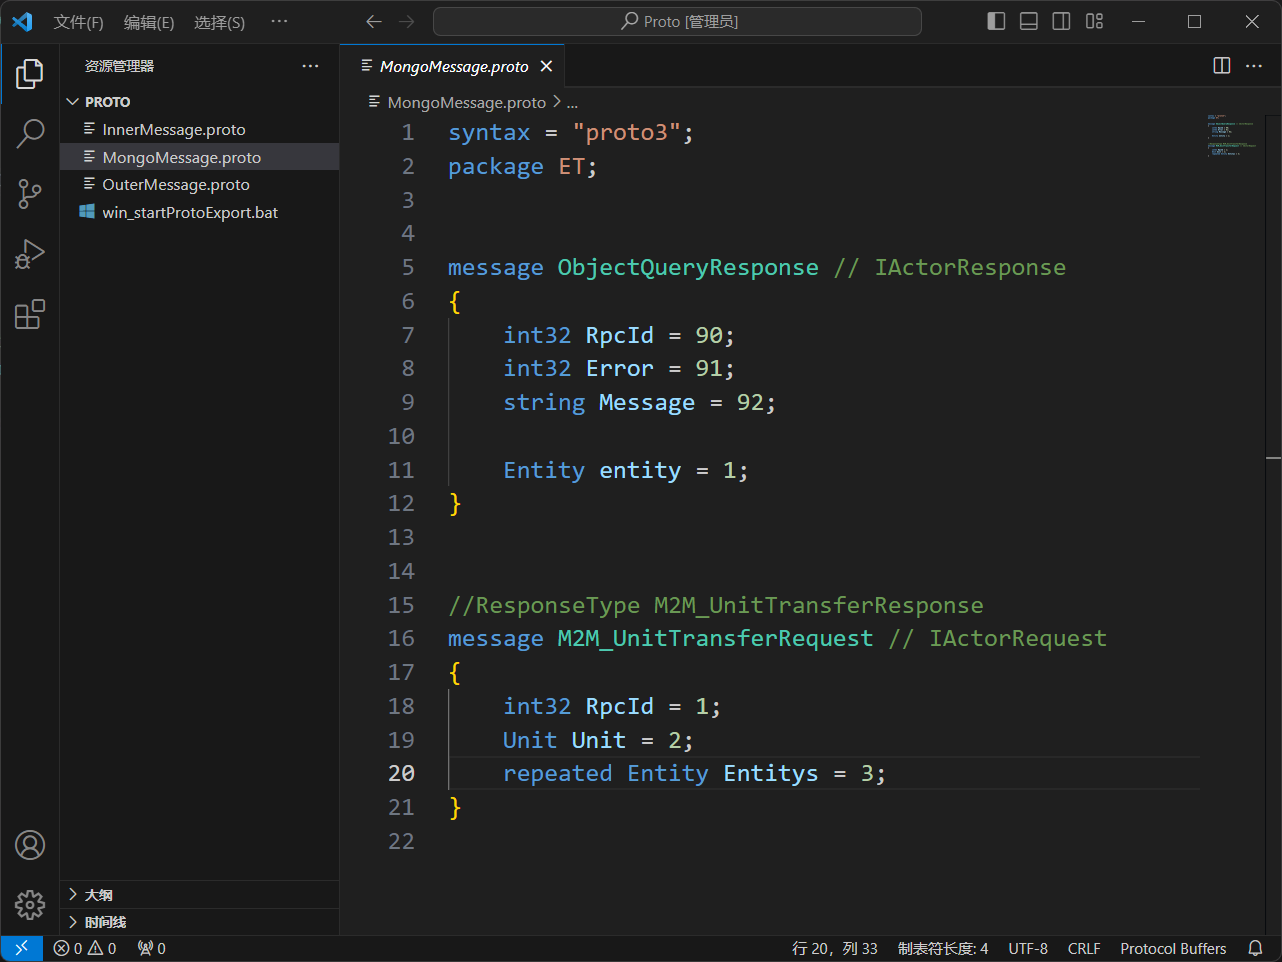 文件(F) 编辑(E) 选择(S) ··· Proto [管理员]
资源管理器 ···
PROTO
InnerMessage.proto
MongoMessage.proto
OuterMessage.proto
win_startProtoExport.bat
大纲
时间线
MongoMessage.proto
MongoMessage.proto > ...
1 syntax = "proto3";
2 package ET;
3
4
5 message ObjectQueryResponse // IActorResponse
6 {
7 int32 RpcId = 90;
8 int32 Error = 91;
9 string Message = 92;
10
11 Entity entity = 1;
12 }
13
14
15 //ResponseType M2M_UnitTransferResponse
16 message M2M_UnitTransferRequest // IActorRequest
17 {
18 int32 RpcId = 1;
19 Unit Unit = 2;
20 repeated Entity Entitys = 3;
21 }
22
0 0 0 行 20，列 33 制表符长度: 4 UTF-8 CRLF Protocol Buffers